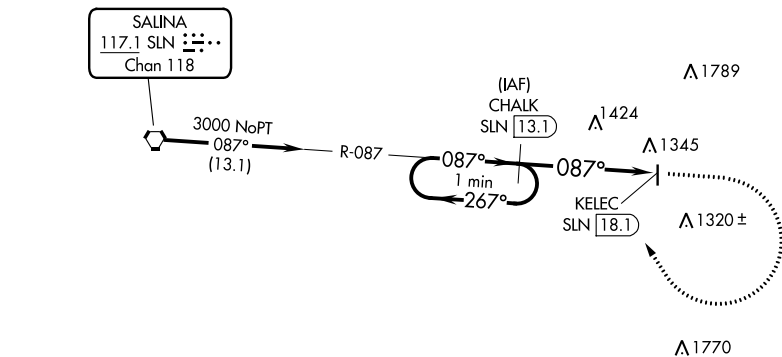 SALINA
117.1 SLN
Chan 118
3000 NoPT
087°
(13.1)
R-087
087°
1 min
267°
(IAF)
CHALK
SLN 13.1
087°
KELEC
SLN 18.1
1789
1424
1345
1320 ±
1770